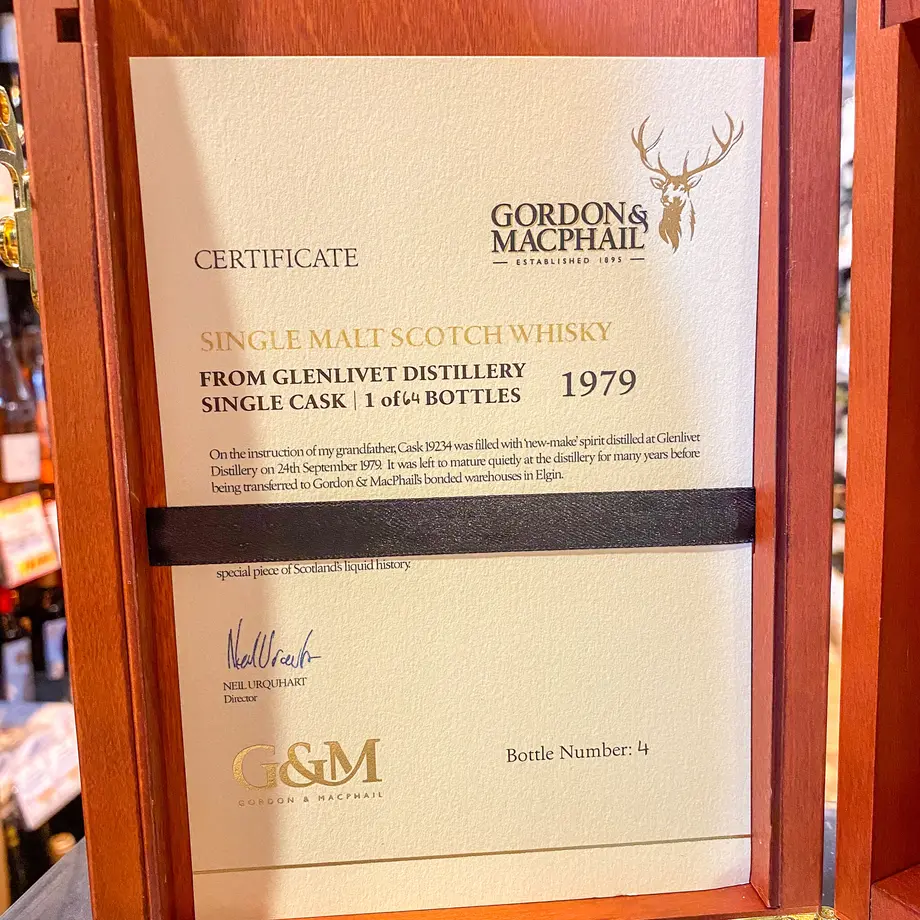 GORDON&
MACPHAIL
ESTABLISHED 1895
CERTIFICATE
SINGLE MALT SCOTCH WHISKY
FROM GLENLIVET DISTILLERY
SINGLE CASK | 1 of 64 BOTTLES
1979
On the instruction of my grandfather, Cask 19234 was filled with 'new-make' spirit distilled at Glenlivet
Distillery on 24th September 1979. It was left to mature quietly at the distillery for many years before
being transferred to Gordon & MacPhail's bonded warehouses in Elgin.
special piece of Scotland's liquid history.
Neil Urquhart
NEIL URQUHART
Director
G&M
GORDON & MACPHAIL
Bottle Number: 4